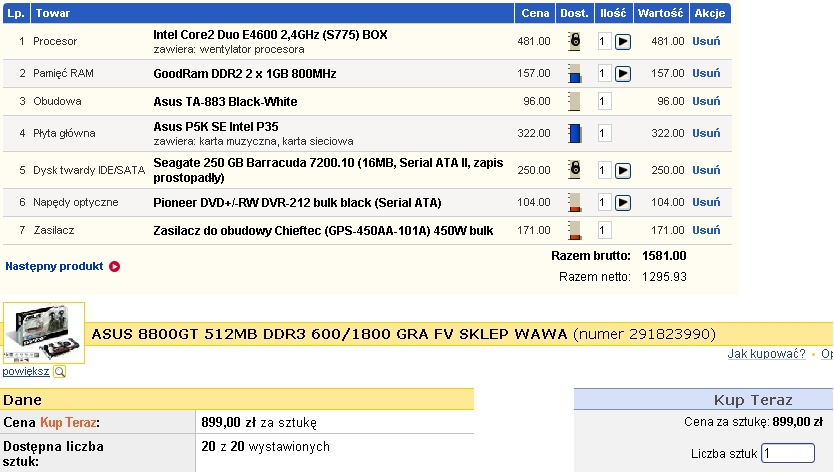 Lp. Towar Cena Dost. Ilość Wartość Akcje
1 Procesor Intel Core2 Duo E4600 2,4GHz (S775) BOX 481.00 1 481.00 Usuń
zawiera: wentylator procesora
2 Pamięć RAM GoodRam DDR2 2 x 1GB 800MHz 157.00 1 157.00 Usuń
3 Obudowa Asus TA-883 Black-White 96.00 1 96.00 Usuń
4 Płyta główna Asus P5K SE Intel P35 322.00 1 322.00 Usuń
zawiera: karta muzyczna, karta sieciowa
5 Dysk twardy IDE/SATA Seagate 250 GB Barracuda 7200.10 (16MB, Serial ATA II, zapis prostopadły) 250.00 1 250.00 Usuń
6 Napędy optyczne Pioneer DVD+/-RW DVR-212 bulk black (Serial ATA) 104.00 1 104.00 Usuń
7 Zasilacz Zasilacz do obudowy Chieftec (GPS-450AA-101A) 450W bulk 171.00 1 171.00 Usuń
Następny produkt
Razem brutto: 1581.00
Razem netto: 1295.93
ASUS 8800GT 512MB DDR3 600/1800 GRA FV SKLEP WAWA (numer 291823990)
Jak kupować? • Op
powiększ
Dane
Cena Kup Teraz: 899,00 zł za sztukę
Dostępna liczba sztuk: 20 z 20 wystawionych
Kup Teraz
Cena za sztukę: 899,00 zł
Liczba sztuk 1